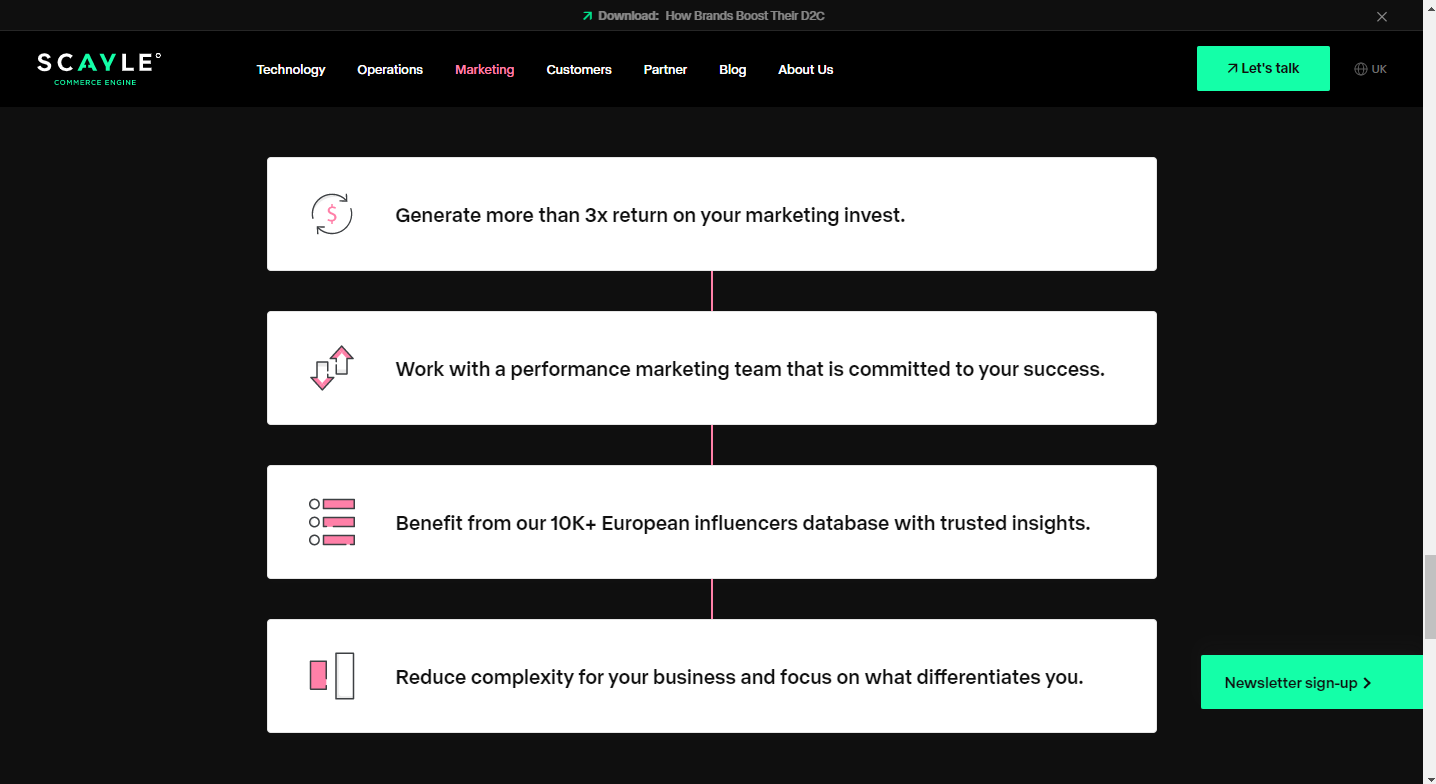 Download: How Brands Boost Their D2C
SCAYLE
COMMERCE ENGINE
Technology
Operations
Marketing
Customers
Partner
Blog
About Us
Let's talk
UK
$
Generate more than 3x return on your marketing invest.
Work with a performance marketing team that is committed to your success.
Benefit from our 10K+ European influencers database with trusted insights.
Reduce complexity for your business and focus on what differentiates you.
Newsletter sign-up